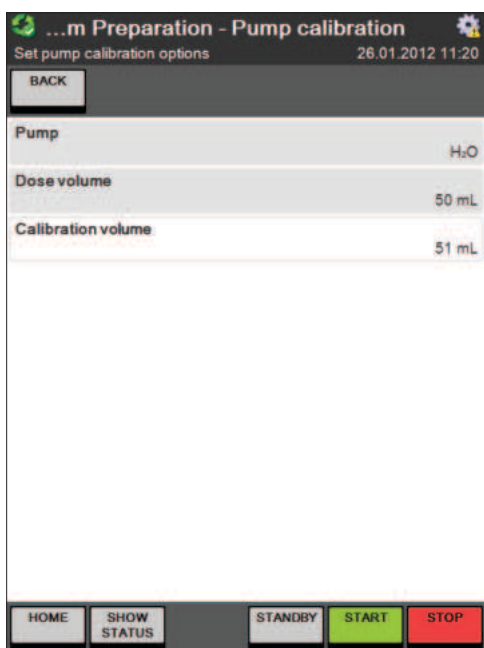 ...m Preparation - Pump calibration
Set pump calibration options 26.01.2012 11:20
BACK
Pump
H₂O
Dose volume
50 mL
Calibration volume
51 mL
HOME SHOW STATUS STANDBY START STOP